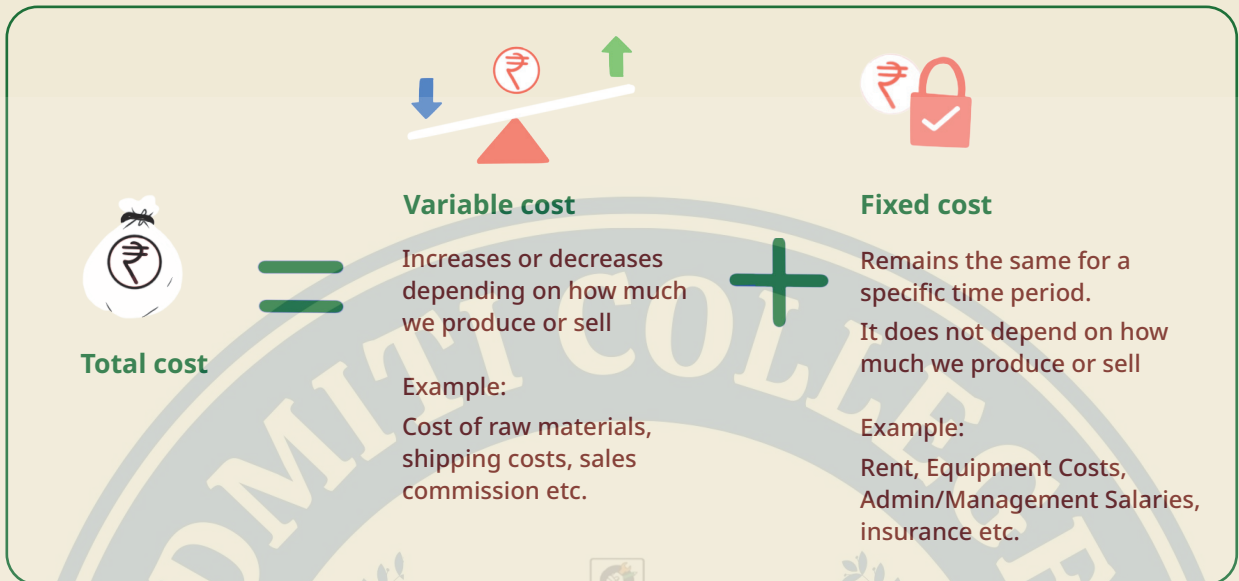 Total cost
Variable cost
Increases or decreases
depending on how much
we produce or sell
Example:
Cost of raw materials,
shipping costs, sales
commission etc.
Fixed cost
Remains the same for a
specific time period.
It does not depend on how
much we produce or sell
Example:
Rent, Equipment Costs,
Admin/Management Salaries,
insurance etc.
DMITI COLLEGE